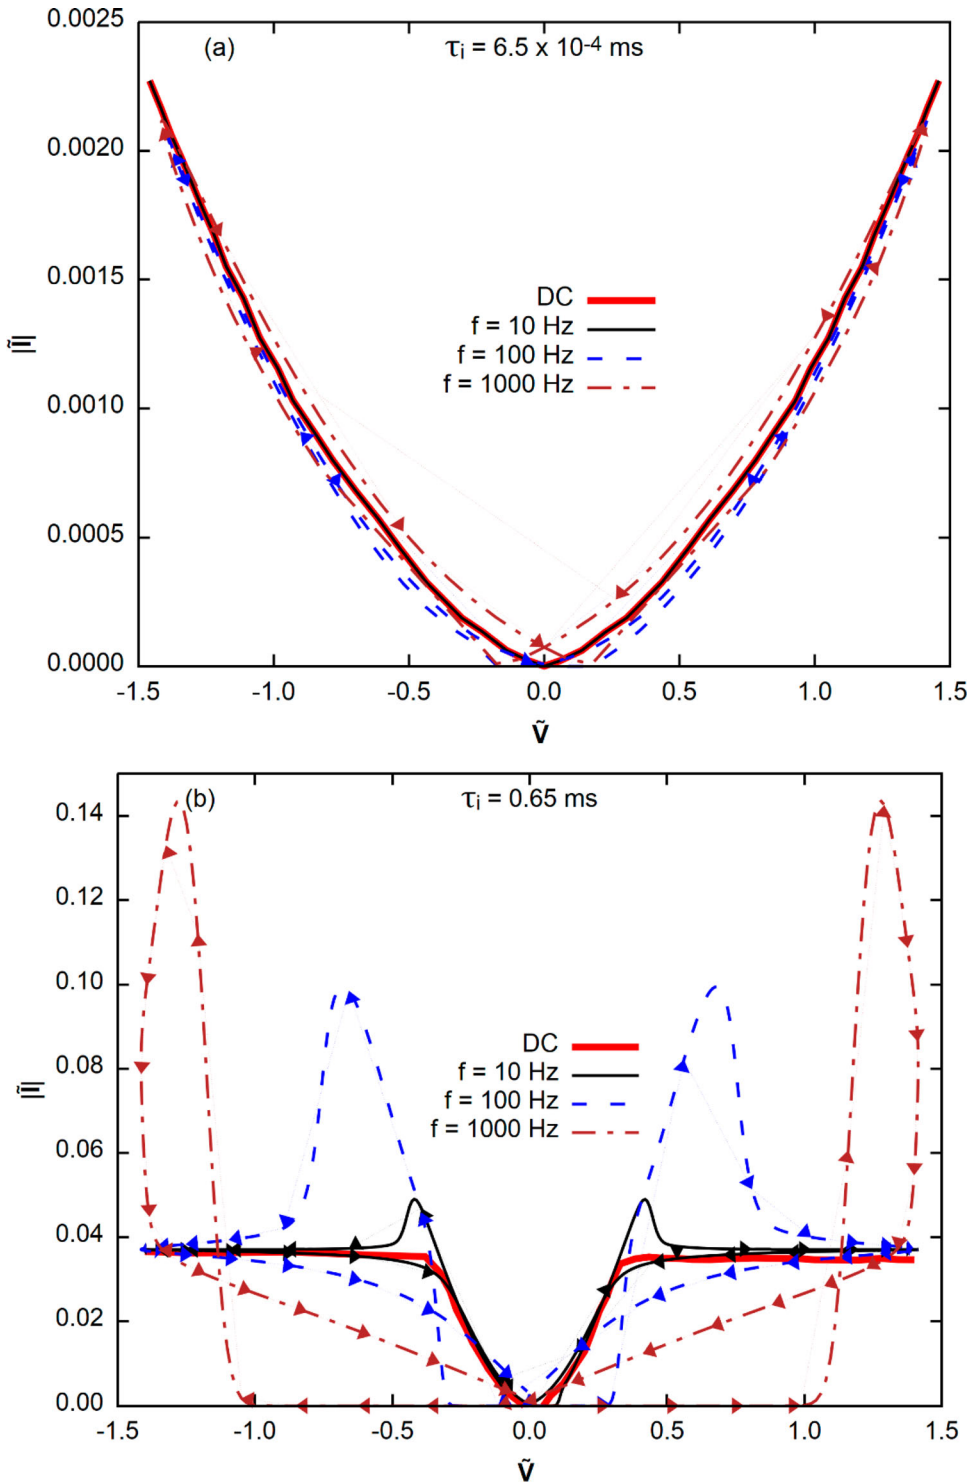 0.0025
(a)
τi = 6.5 x 10-4 ms
0.0020
0.0015
0.0010
0.0005
0.0000
|Ĩ|
DC
f = 10 Hz
f = 100 Hz
f = 1000 Hz
-1.5 -1.0 -0.5 0.0 0.5 1.0 1.5
Ṽ
(b)
τi = 0.65 ms
0.14
0.12
0.10
0.08
0.06
0.04
0.02
0.00
|Ĩ|
DC
f = 10 Hz
f = 100 Hz
f = 1000 Hz
-1.5 -1.0 -0.5 0.0 0.5 1.0 1.5
Ṽ